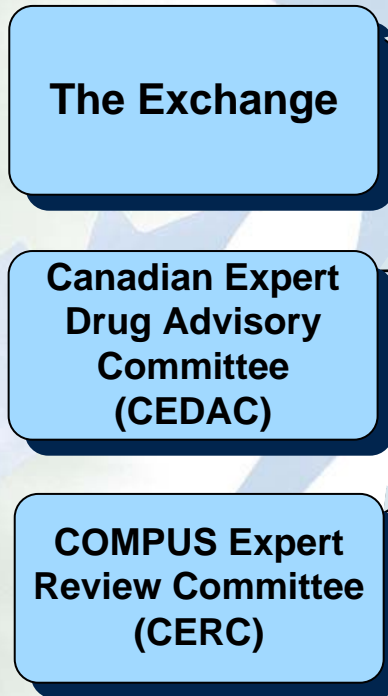 The Exchange
Canadian Expert
Drug Advisory
Committee
(CEDAC)
COMPUS Expert
Review Committee
(CERC)